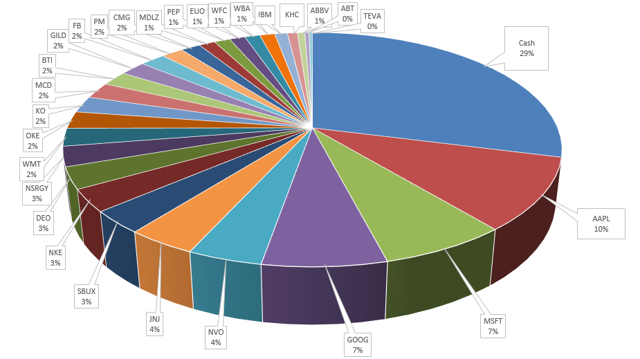 Cash
29%
AAPL
10%
MSFT
7%
GOOG
7%
NVO
4%
JNJ
4%
SBUX
3%
NKE
3%
DEO
3%
NSRGY
3%
WMT
2%
OKE
2%
KO
2%
MCD
2%
BTI
2%
GILD
2%
FB
2%
PM
2%
CMG
2%
MDLZ
1%
PEP
1%
EUO
1%
WFC
1%
WBA
1%
IBM
KHC
ABBV
1%
ABT
0%
TEVA
0%